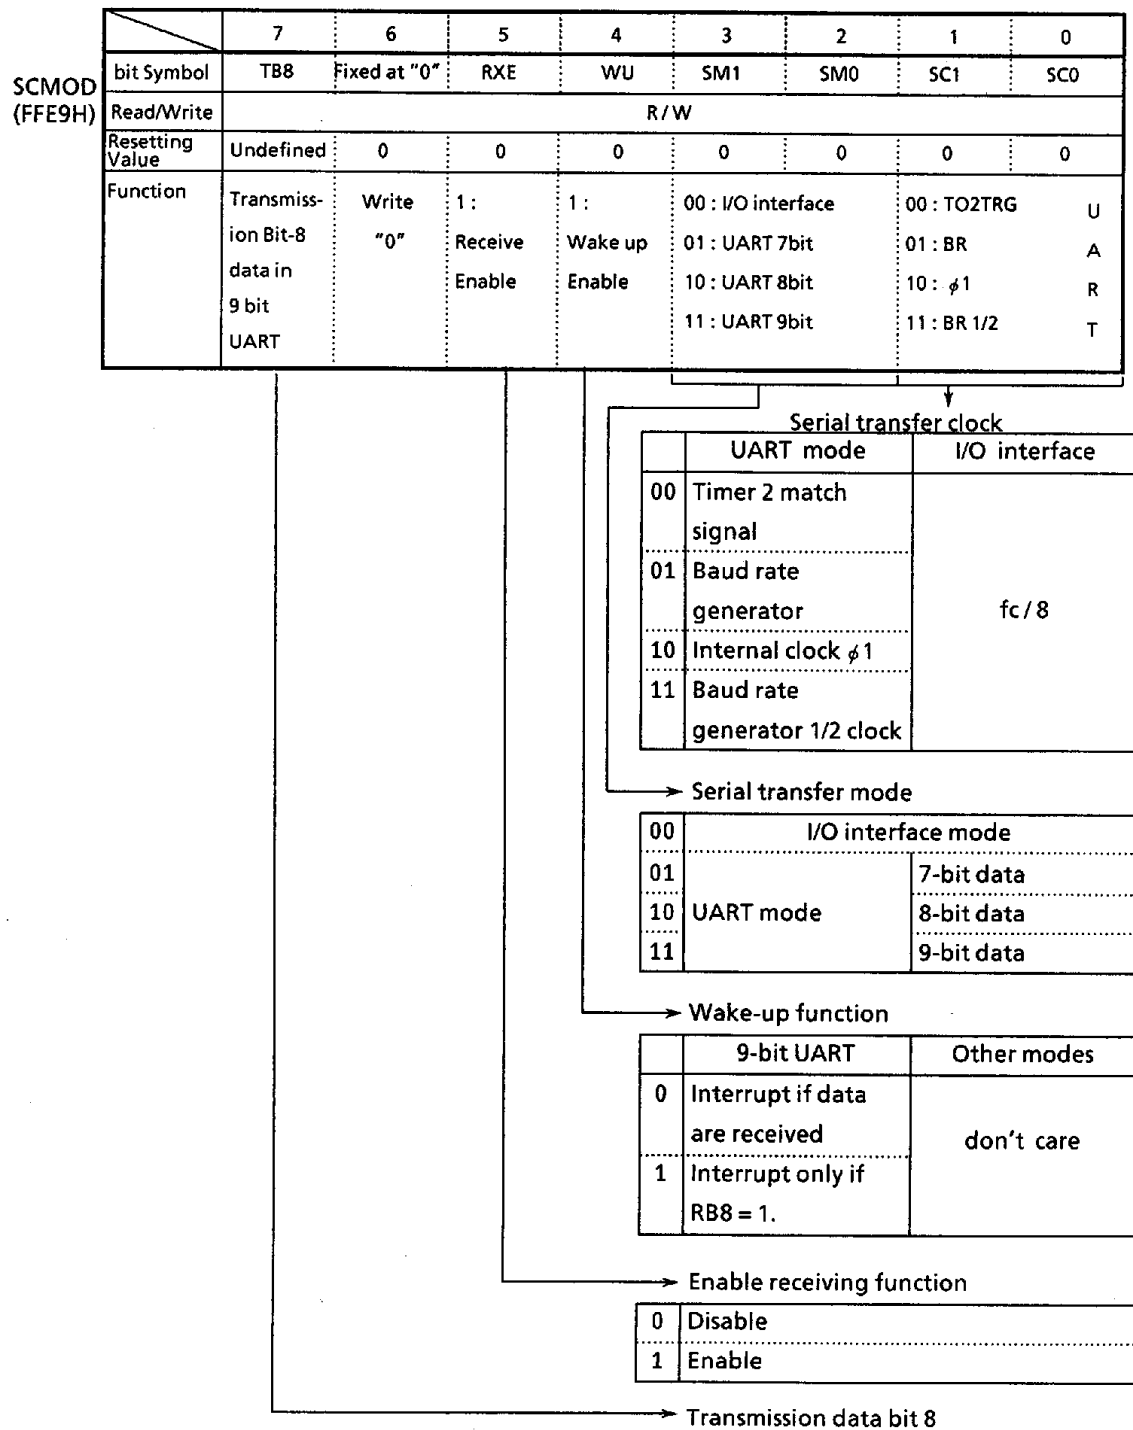 7 6 5 4 3 2 1 0
SCMOD (FFE9H)
bit Symbol TB8 Fixed at "0" RXE WU SM1 SM0 SC1 SC0
Read/Write R/W
Resetting Value Undefined 0 0 0 0 0 0 0
Function Transmiss- Write 1 : 1 : 00 : I/O interface 00 : TO2TRG U
ion Bit-8 "0" Receive Wake up 01 : UART 7bit 01 : BR A
data in Enable Enable 10 : UART 8bit 10 : ϕ1 R
9 bit 11 : UART 9bit 11 : BR 1/2 T
UART
Serial transfer clock
UART mode I/O interface
00 Timer 2 match
signal
01 Baud rate
generator fc/8
10 Internal clock ϕ1
11 Baud rate
generator 1/2 clock
Serial transfer mode
00 I/O interface mode
01 7-bit data
10 UART mode 8-bit data
11 9-bit data
Wake-up function
9-bit UART Other modes
0 Interrupt if data
are received don't care
1 Interrupt only if
RB8 = 1.
Enable receiving function
0 Disable
1 Enable
Transmission data bit 8